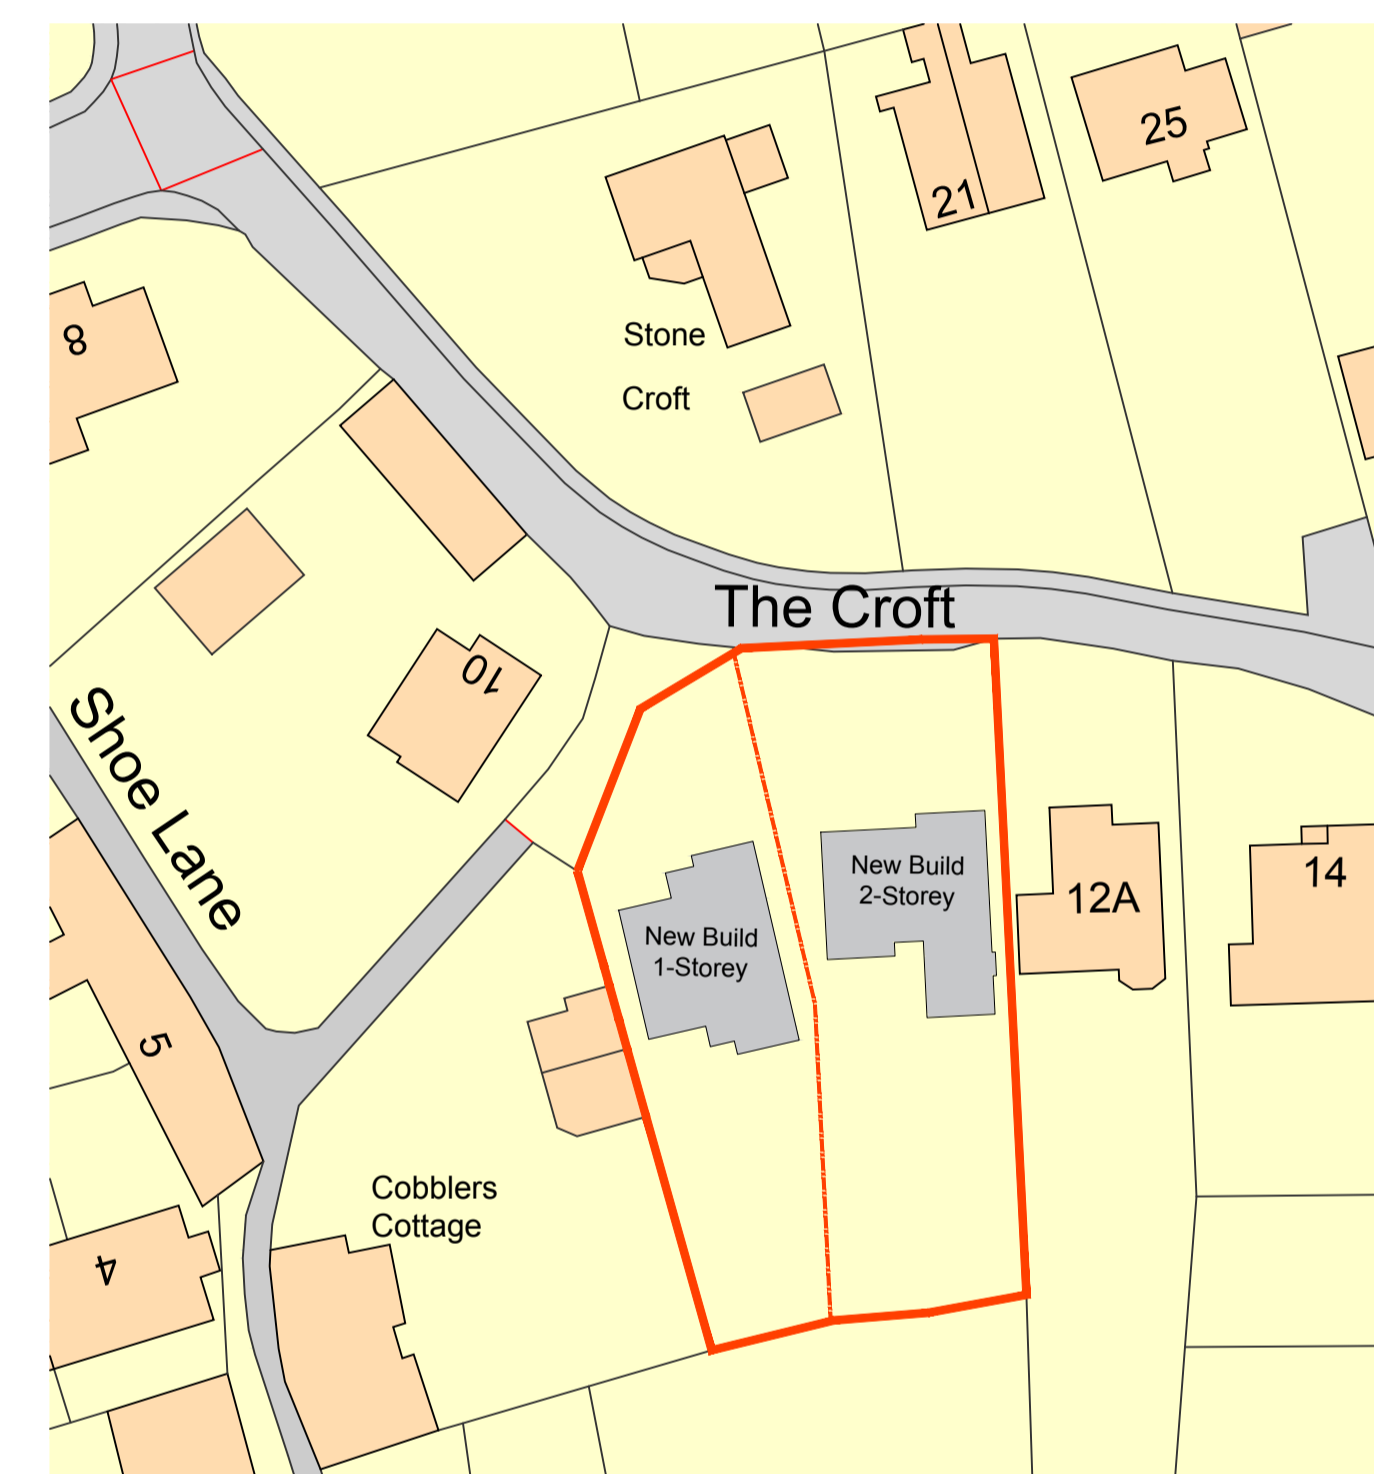 25
21
8
Stone
Croft
The Croft
10
Shoe Lane
New Build
2-Storey
14
12A
New Build
1-Storey
5
Cobblers
Cottage
4